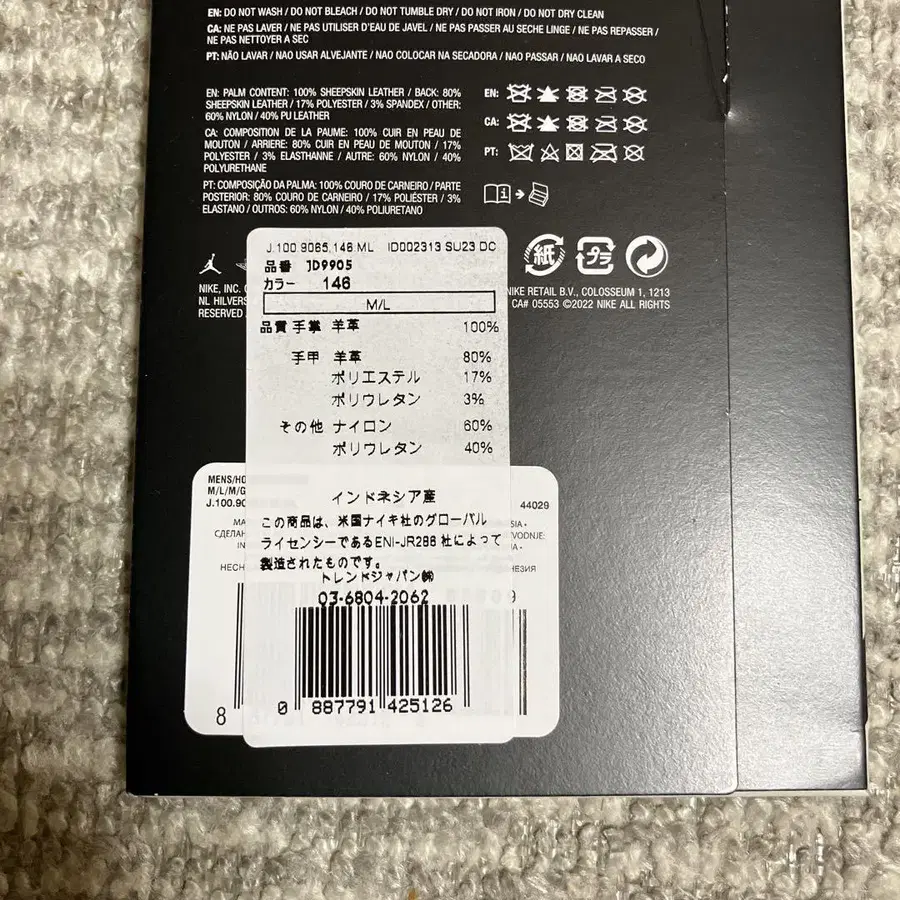 EN: DO NOT WASH / DO NOT BLEACH / DO NOT TUMBLE DRY / DO NOT IRON / DO NOT DRY CLEAN
CA: NE PAS LAVER / NE PAS UTILISER D'EAU DE JAVEL / NE PAS PASSER AU SECHE LINGE / NE PAS REPASSER /
NE PAS NETTOYER A SEC
PT: NÃO LAVAR / NAO USAR ALVEJANTE / NAO COLOCAR NA SECADORA / NAO PASSAR / NAO LAVAR A SECO
EN: PALM CONTENT: 100% SHEEPSKIN LEATHER / BACK: 80%
SHEEPSKIN LEATHER / 17% POLYESTER / 3% SPANDEX / OTHER:
60% NYLON / 40% PU LEATHER
CA: COMPOSITION DE LA PAUME: 100% CUIR EN PEAU DE
MOUTON / ARRIERE: 80% CUIR EN PEAU DE MOUTON / 17%
POLYESTER / 3% ELASTHANNE / AUTRE: 60% NYLON / 40%
POLYURETHANE
PT: COMPOSIÇÃO DA PALMA: 100% COURO DE CARNEIRO / PARTE
POSTERIOR: 80% COURO DE CARNEIRO / 17% POLIÉSTER / 3%
ELASTANO / OUTROS: 60% NYLON / 40% POLIURETANO
EN:
CA:
PT:
紙
プラ
NIKE, INC.
NL HILVERS
RESERVED
NIKE RETAIL B.V., COLOSSEUM 1, 1213
CA# 05553 ©2022 NIKE ALL RIGHTS
J.100.9065.146 ML ID002313 SU23 DC
品番 JD9905
カラー 146
M/L
品質 手掌 羊革 100%
手甲 羊革 80%
ポリエステル 17%
ポリウレタン 3%
その他 ナイロン 60%
ポリウレタン 40%
インドネシア産
この商品は、米国ナイキ社のグローバル
ライセンシーであるENI-JR286 社によって
製造されたものです。
トレンドジャパン㈱
03-6804-2062
0 887791 425126
MENS/HO
M/L/M/G
J.100.90
44029
MA
СДЕЛАН
IN
HECH
SIA •
VODNJE:
ЕЗИЯ
8
9